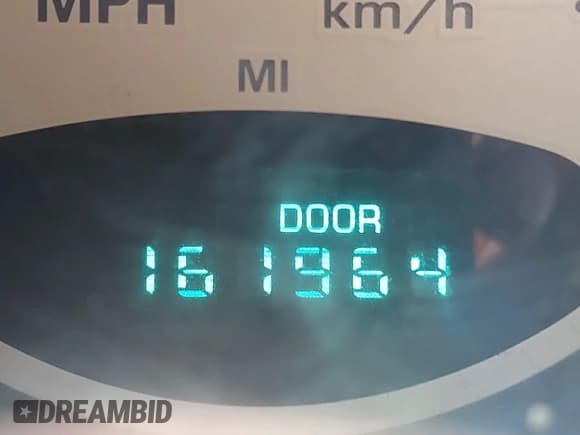 MPH km/h
MI
DOOR
161964
DREAMBID